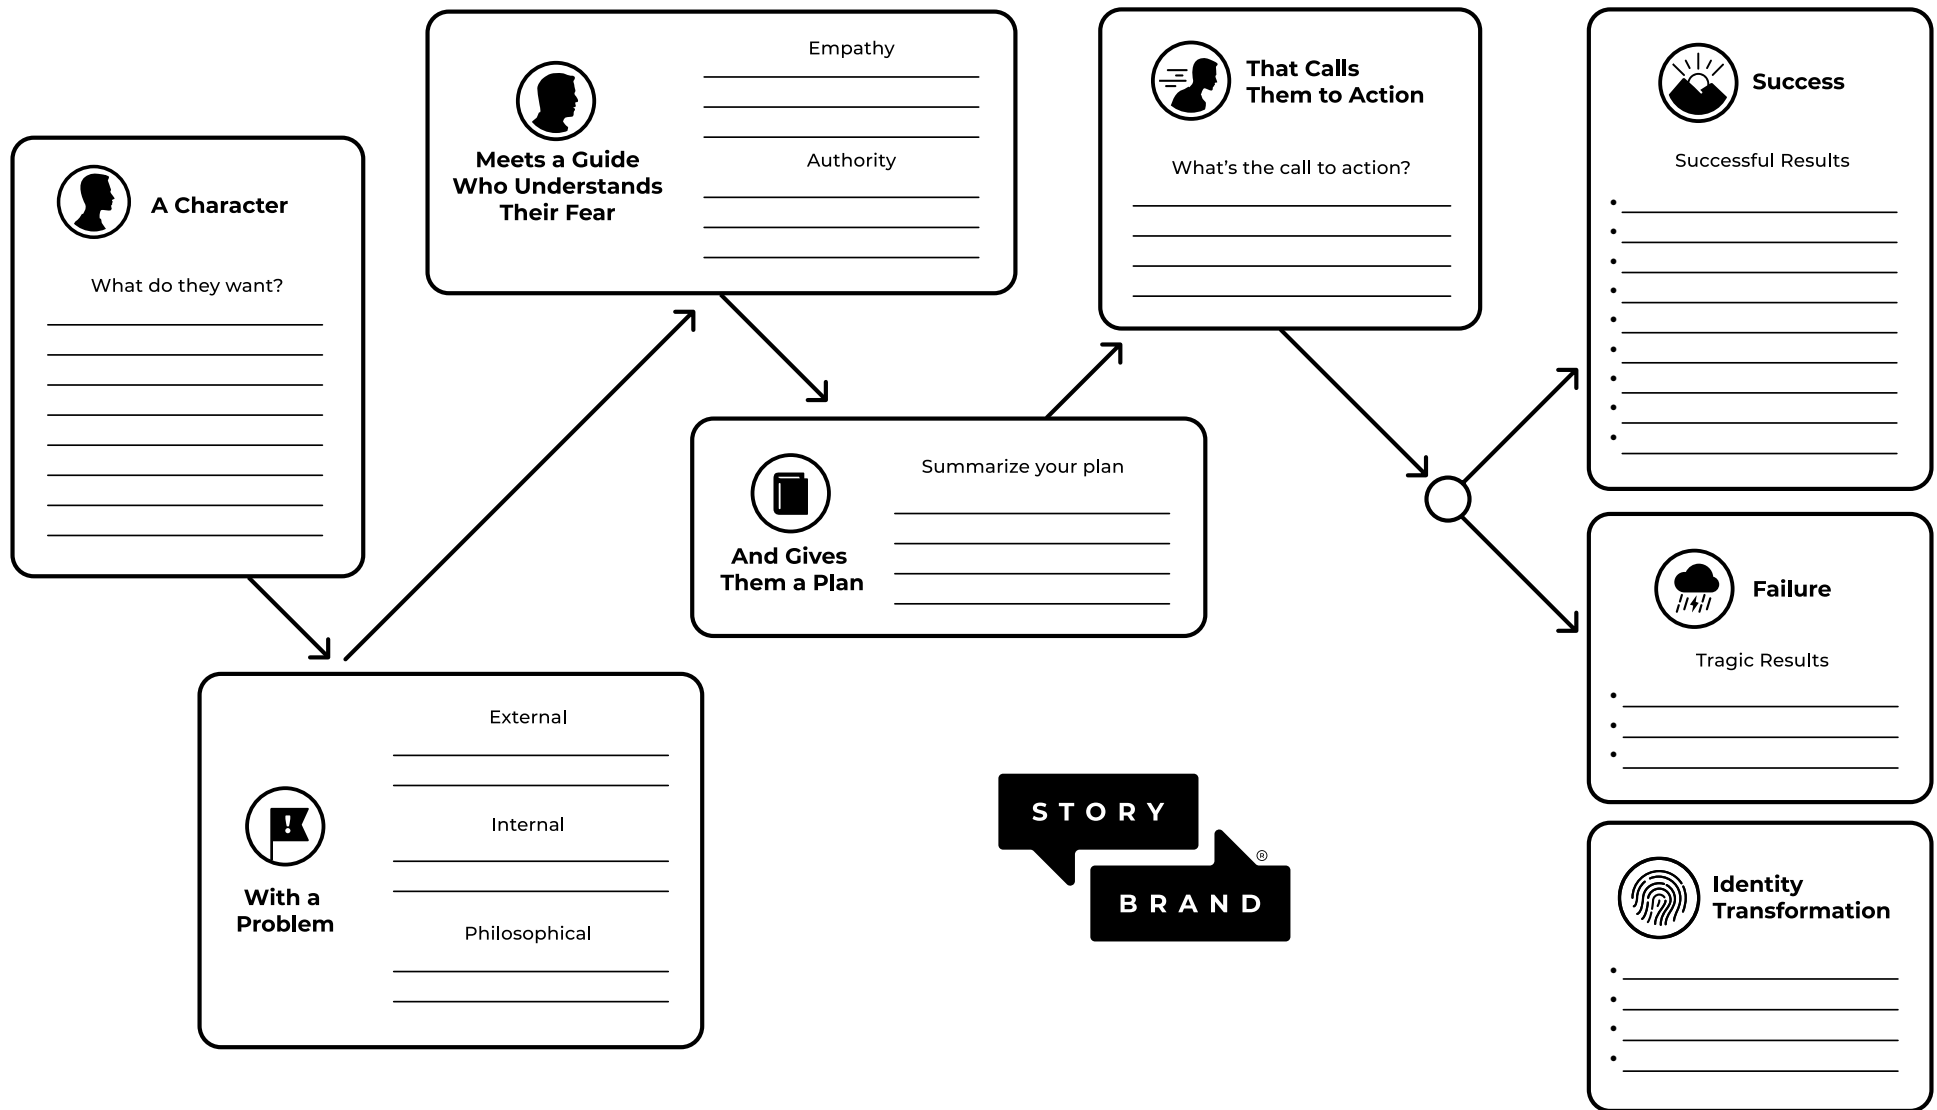 A Character
What do they want?
With a
Problem
External
Internal
Philosophical
Meets a Guide
Who Understands
Their Fear
Empathy
Authority
And Gives
Them a Plan
Summarize your plan
That Calls
Them to Action
What's the call to action?
Success
Successful Results
Failure
Tragic Results
Identity
Transformation
STORY
BRAND
®
!